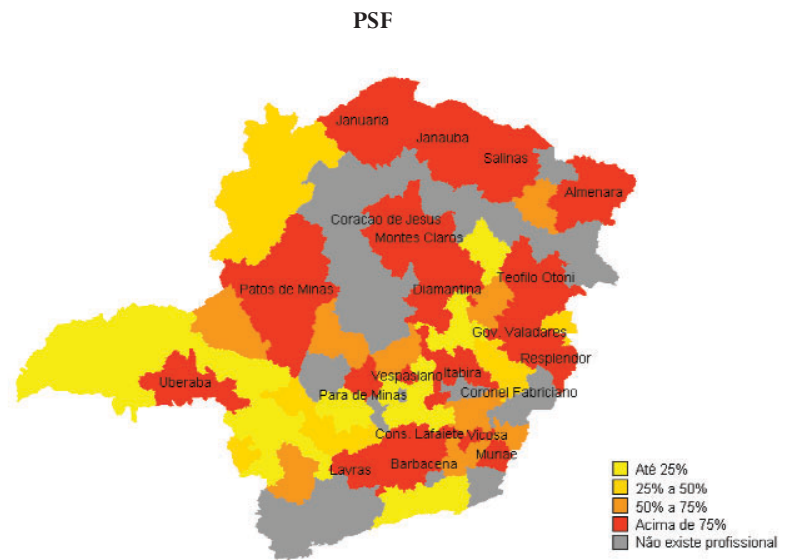 PSF
Januaria
Janauba
Salinas
Almenara
Coracao de Jesus
Montes Claros
Teofilo Otoni
Patos de Minas
Diamantina
Gov. Valadares
Resplendor
Vespasiano
Itabira
Uberaba
Para de Minas
Coronel Fabriciano
Cons. Lafaiete
Vicosa
Muriae
Lavras
Barbacena
Até 25%
25% a 50%
50% a 75%
Acima de 75%
Não existe profissional